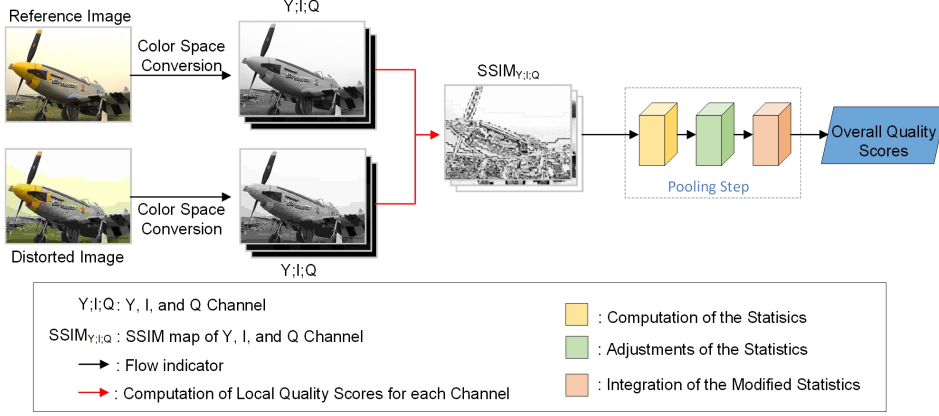 Reference Image
Y;I;Q
Color Space
Conversion
SSIMY;I;Q
Overall Quality
Scores
Pooling Step
Color Space
Conversion
Distorted Image
Y;I;Q
Y;I;Q : Y, I, and Q Channel
SSIMY;I;Q : SSIM map of Y, I, and Q Channel
: Flow indicator
: Computation of Local Quality Scores for each Channel
: Computation of the Statisics
: Adjustments of the Statistics
: Integration of the Modified Statistics